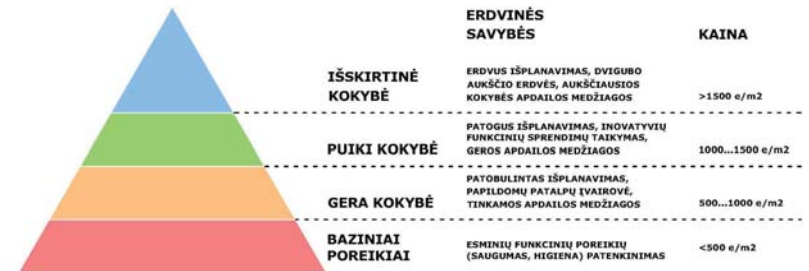 ERDVINĖS
SAVYBĖS
KAINA
IŠSKIRTINĖ
KOKYBĖ
ERDVUS IŠPLANAVIMAS, DVIGUBO
AUKŠČIO ERDVĖS, AUKŠČIAUSIOS
KOKYBĖS APDAILOS MEDŽIAGOS
>1500 e/m2
PUIKI KOKYBĖ
PATOGUS IŠPLANAVIMAS, INOVATYVIŲ
FUNKCINIŲ SPRENDIMŲ TAIKYMAS,
GEROS APDAILOS MEDŽIAGOS
1000...1500 e/m2
GERA KOKYBĖ
PATOBULINTAS IŠPLANAVIMAS,
PAPILDOMŲ PATALPŲ ĮVAIROVĖ,
TINKAMOS APDAILOS MEDŽIAGOS
500...1000 e/m2
BAZINIAI
POREIKIAI
ESMINIŲ FUNKCINIŲ POREIKIŲ
(SAUGUMAS, HIGIENA) PATENKINIMAS
<500 e/m2